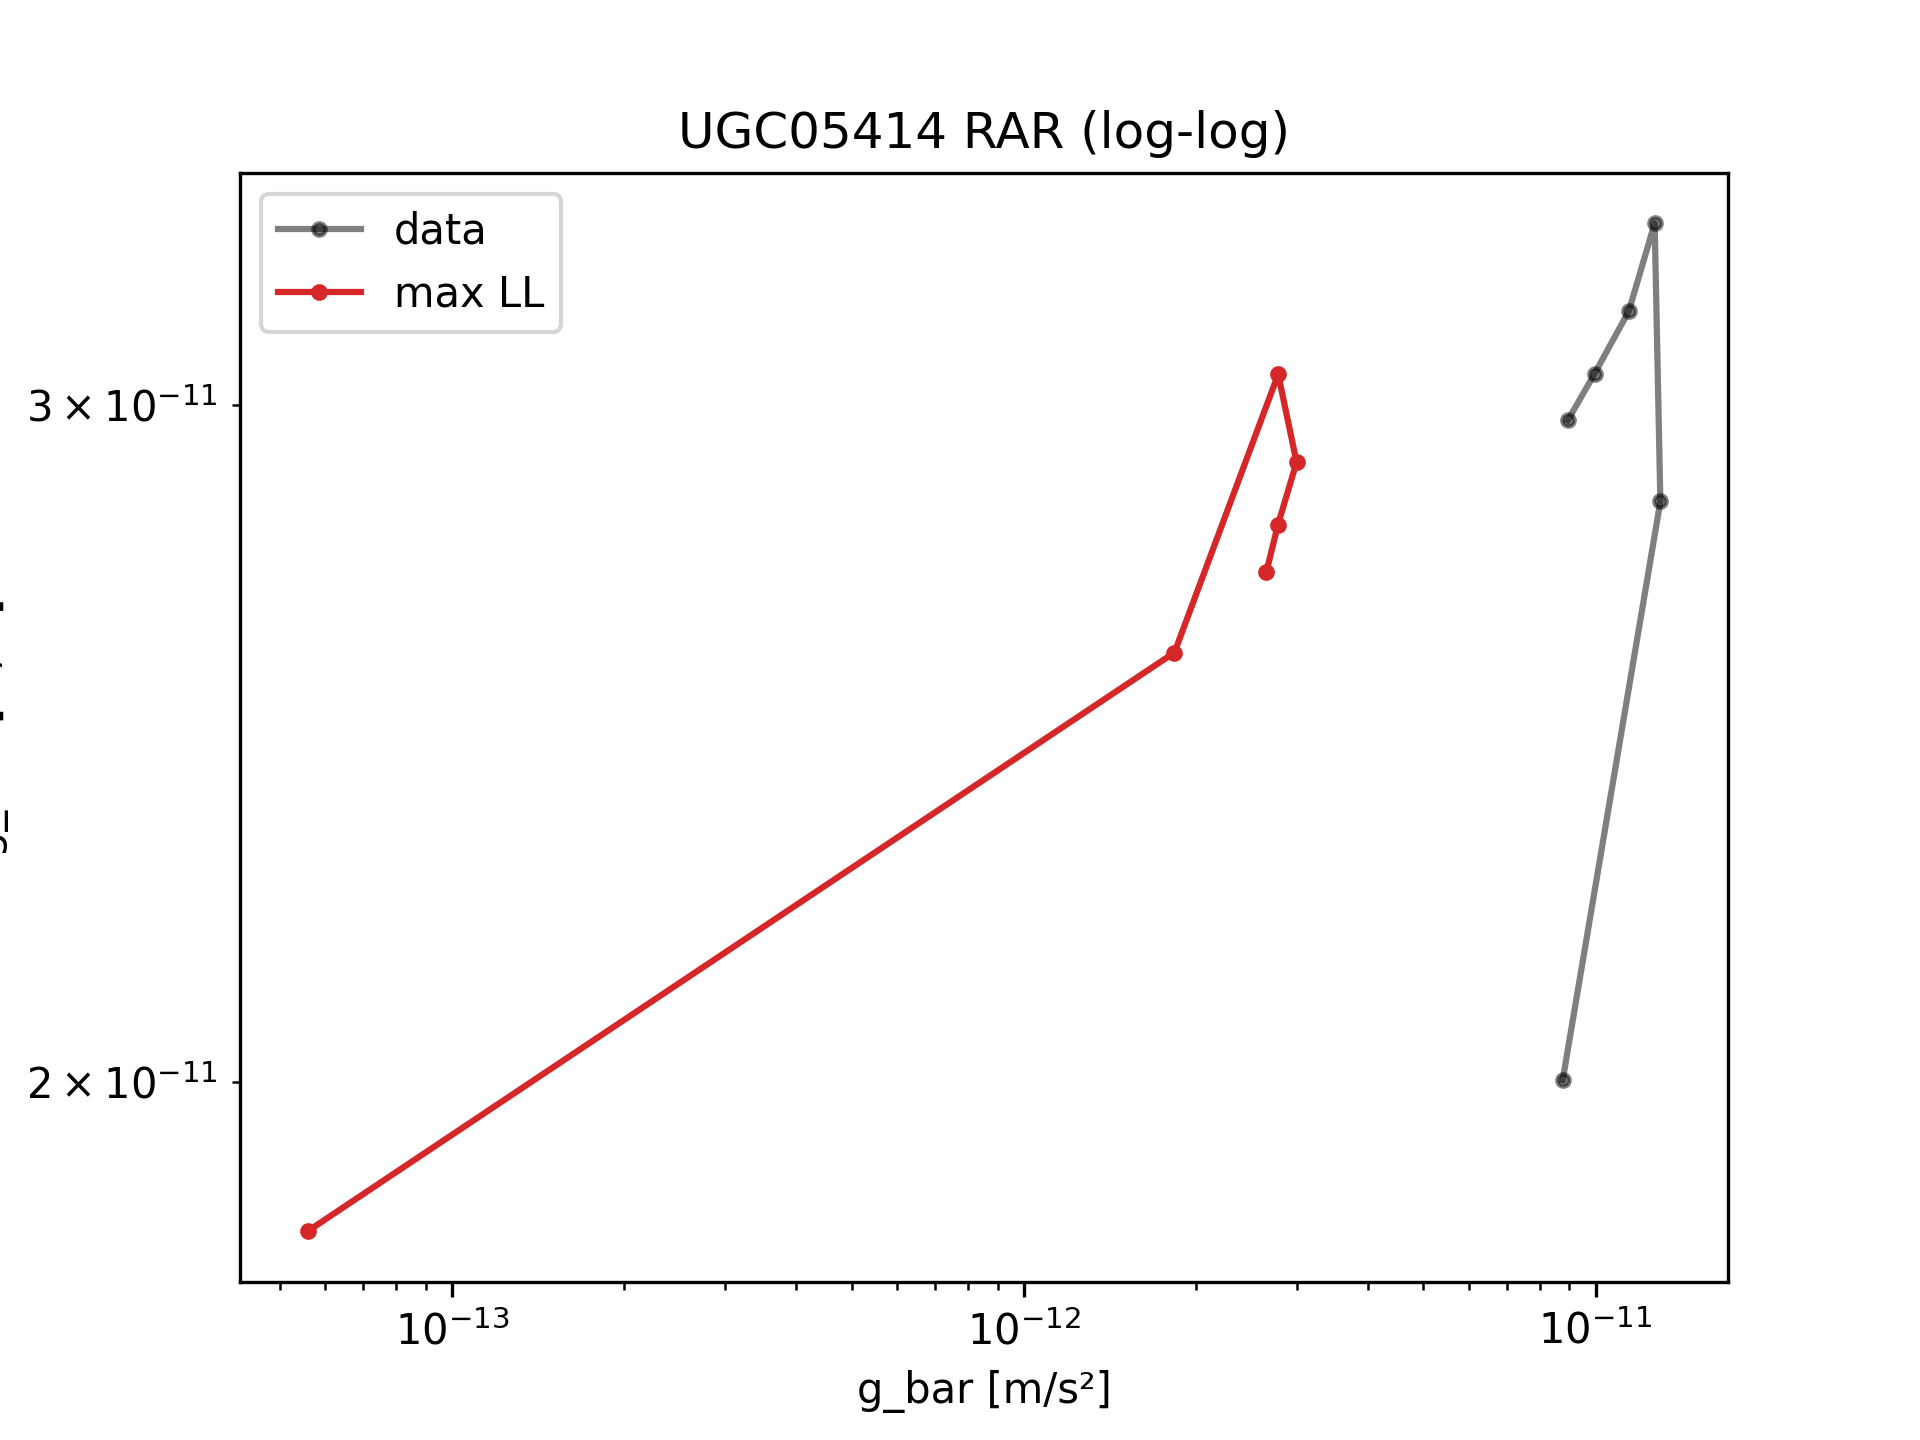 UGC05414 RAR (log-log)
data
max LL
3 × 10⁻¹¹
2 × 10⁻¹¹
10⁻¹³
10⁻¹²
10⁻¹¹
g_bar [m/s²]